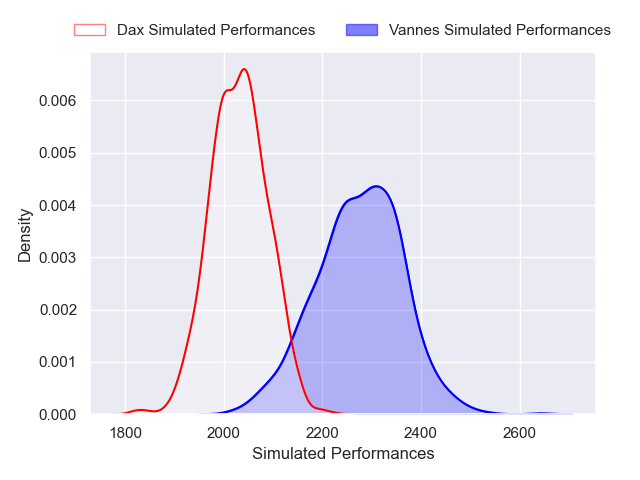 Dax Simulated Performances Vannes Simulated Performances
0.006
0.005
0.004
0.003
0.002
0.001
0.000
Density
1800 2000 2200 2400 2600
Simulated Performances